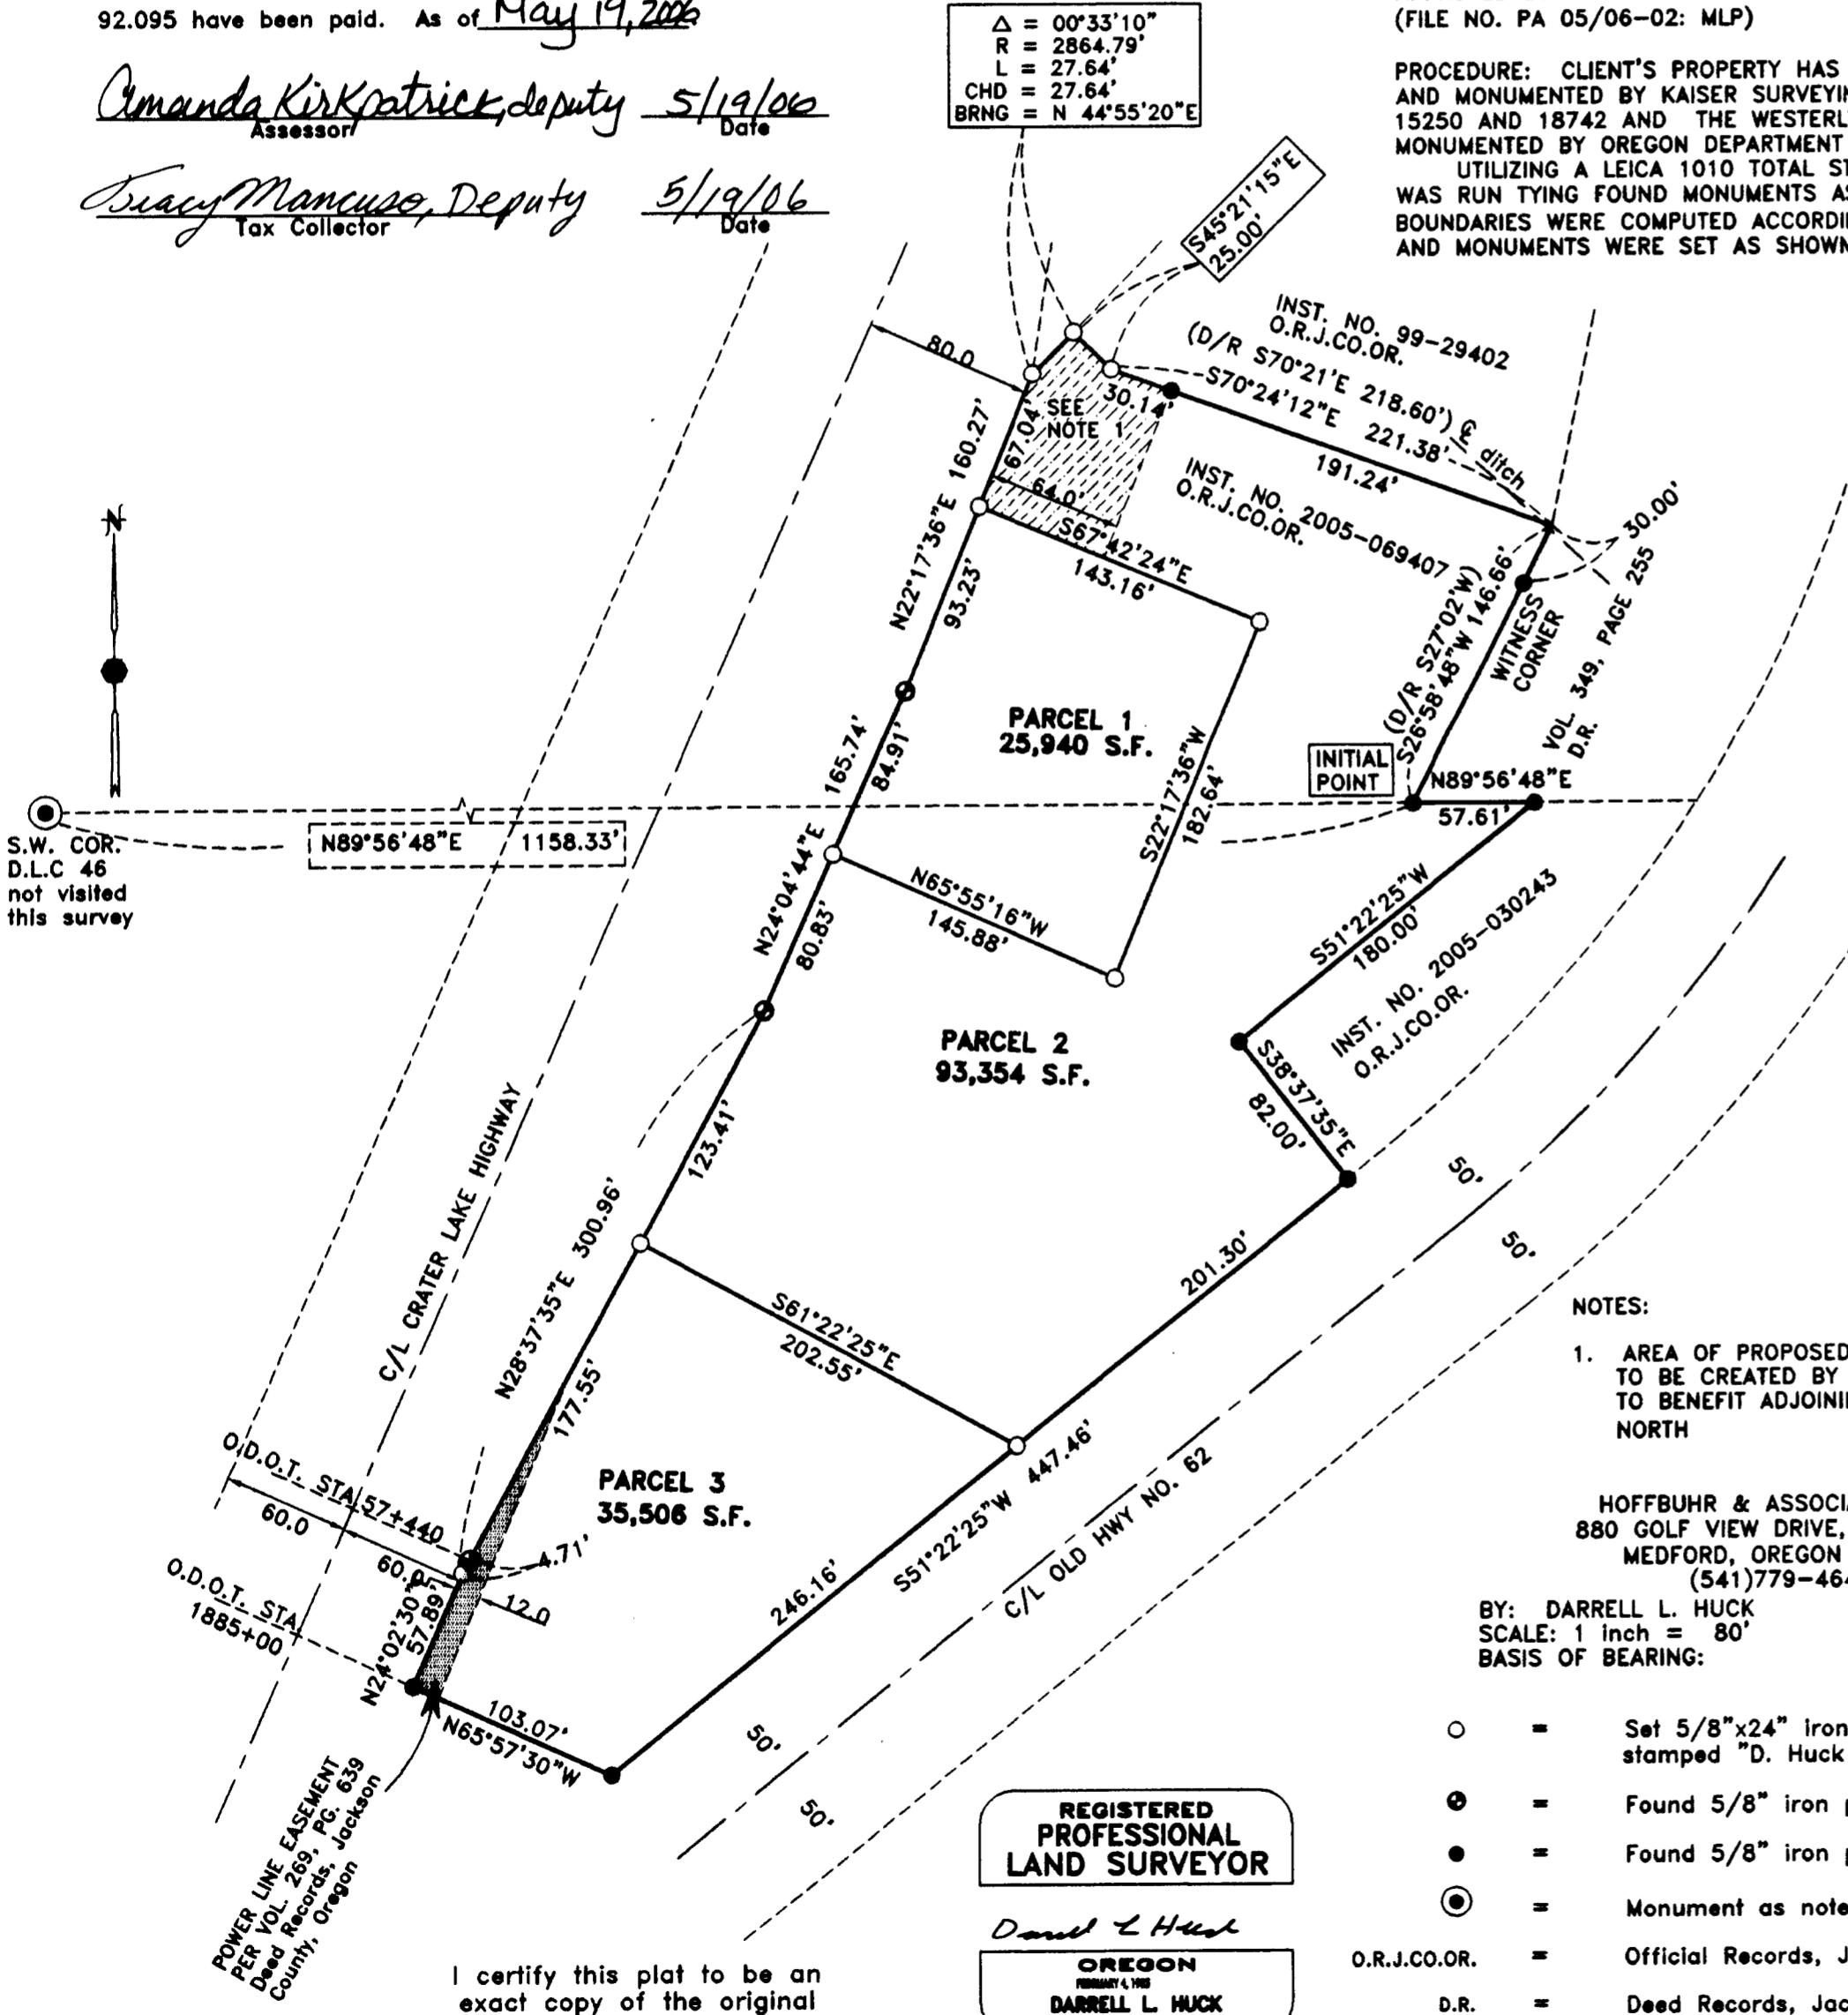 92.095 have been paid. As of May 19, 2006
Amanda Kirkpatrick, deputy 5/19/06
Assessor Date
Tracy Mancuso, Deputy 5/19/06
Tax Collector Date
Δ = 00°33'10"
R = 2864.79'
L = 27.64'
CHD = 27.64'
BRNG = N 44°55'20"E
(FILE NO. PA 05/06-02: MLP)
PROCEDURE: CLIENT'S PROPERTY HAS
AND MONUMENTED BY KAISER
15250 AND 18742 AND THE
MONUMENTED BY OREGON DEPARTMENT
UTILIZING A LEICA 1010 TOTAL
WAS RUN TYING FOUND MONUMENTS
BOUNDARIES WERE COMPUTED
AND MONUMENTS WERE SET AS SHOWN
S45°21'15"E
25.00'
INST. NO. 99-29402
O.R.J.CO.OR.
(D/R S70°21'E 218.60') ℄ ditch
S70°24'12"E 221.38'
30.14'
191.24'
80.0
SEE
NOTE 1
67.04'
64.0'
N22°17'36"E 160.27'
93.23'
S67°42'24"E
143.16'
INST. NO. 2005-069407
O.R.J.CO.OR.
30.00'
(D/R S27°02'W)
S26°58'48"W 146.66'
WITNESS
CORNER
VOL. 349, PAGE 255
D.R.
N
PARCEL 1
25,940 S.F.
S22°17'36"W
182.64'
INITIAL
POINT
N89°56'48"E
57.61'
S.W. COR.
D.L.C 46
not visited
this survey
N89°56'48"E 1158.33'
165.74'
84.91'
N24°04'44"E
80.83'
N65°55'16"W
145.88'
S51°22'25"W
180.00'
INST. NO. 2005-030243
O.R.J.CO.OR.
PARCEL 2
93,354 S.F.
S38°37'35"E
82.00'
123.41'
C/L CRATER LAKE HIGHWAY
N28°37'35"E 300.96'
177.55'
S61°22'25"E
202.55'
201.30'
50'
50'
PARCEL 3
35,506 S.F.
447.46'
S51°22'25"W
246.16'
C/L OLD HWY NO. 62
O.D.O.T. STA 57+440
60.0
60.0
4.71'
12.0
O.D.O.T. STA
1885+00
N24°02'30"E
57.89'
103.07'
N65°57'30"W
50'
50'
POWER LINE EASEMENT
PER VOL. 269, PG. 639
Deed Records, Jackson
County, Oregon
NOTES:
1. AREA OF PROPOSED
TO BE CREATED BY
TO BENEFIT
NORTH
HOFFBUHR &
880 GOLF VIEW DRIVE,
MEDFORD, OREGON
(541)779-464
BY: DARRELL L. HUCK
SCALE: 1 inch = 80'
BASIS OF BEARING:
○ = Set 5/8"x24" iron
stamped "D. Huck
= Found 5/8" iron
● = Found 5/8" iron
= Monument as
O.R.J.CO.OR. = Official Records,
D.R. = Deed Records,
REGISTERED
PROFESSIONAL
LAND SURVEYOR
Darrell L Huck
OREGON
FEBRUARY 4, 1983
DARRELL L. HUCK
I certify this plat to be an
exact copy of the original